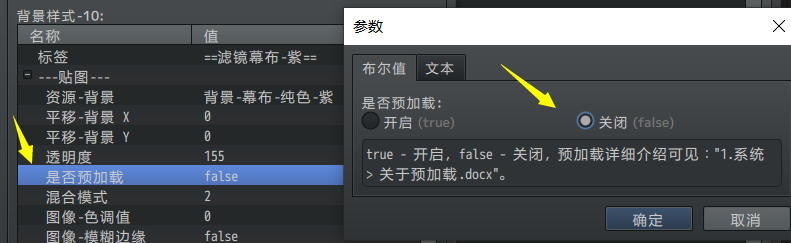 背景样式-10:
名称 值
标签 ==滤镜幕布-紫==
---贴图---
资源-背景 背景-幕布-纯色-紫
平移-背景 X 0
平移-背景 Y 0
透明度 155
是否预加载 false
混合模式 2
图像-色调值 0
图像-模糊边缘 false
参数
布尔值 文本
是否预加载:
开启 (true) 关闭 (false)
true - 开启, false - 关闭, 预加载详细介绍可见："1.系统
> 关于预加载.docx"。
确定 取消